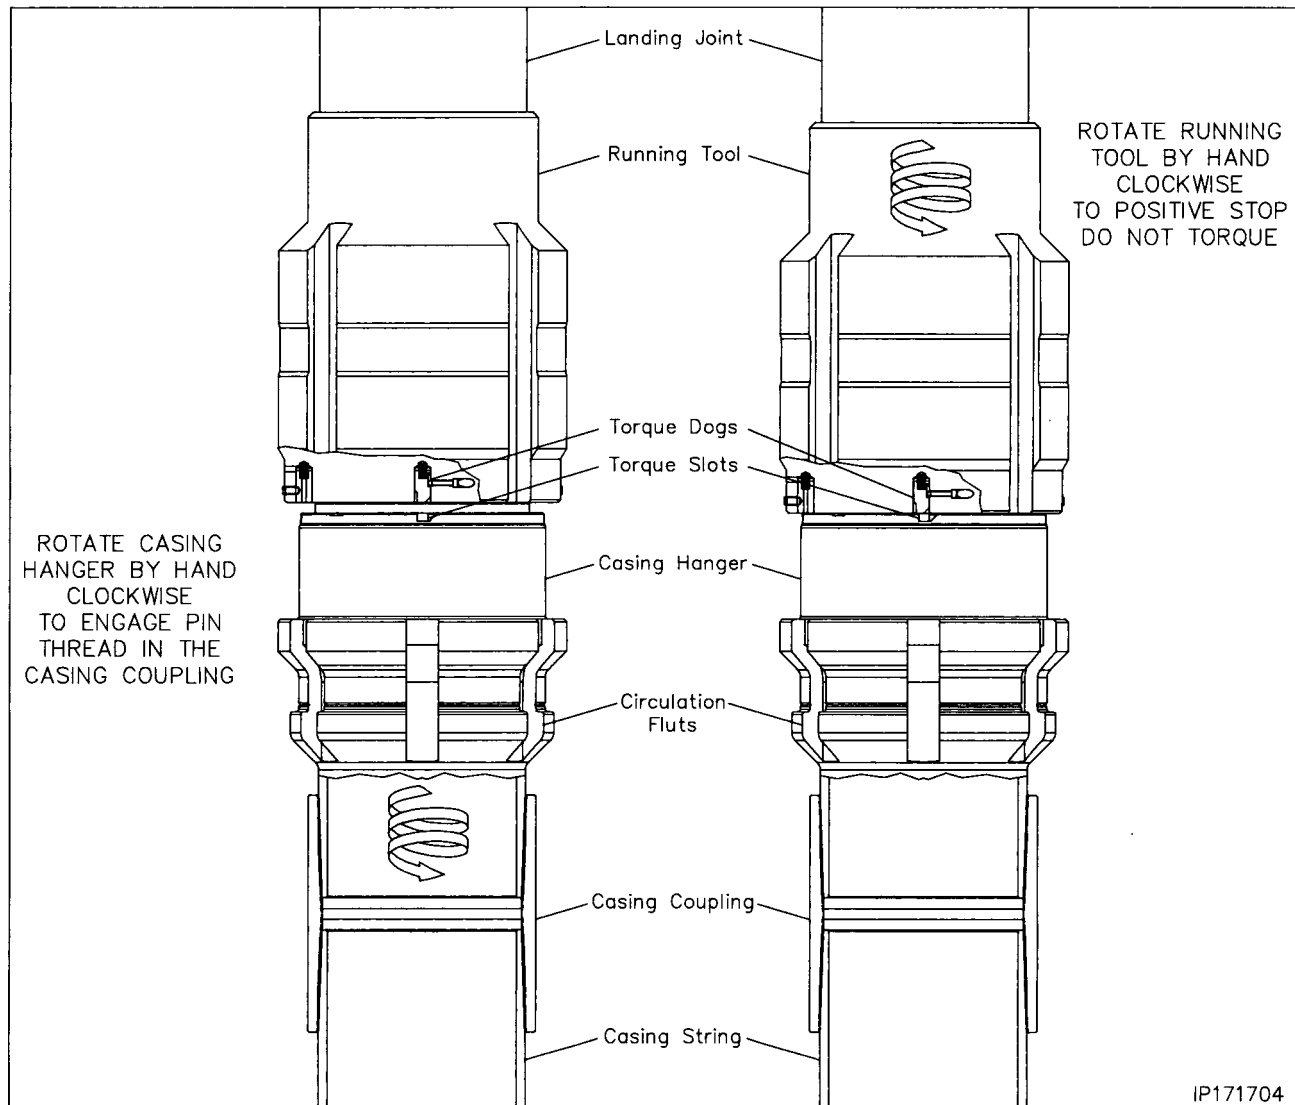 Landing Joint
Running Tool
ROTATE RUNNING
TOOL BY HAND
CLOCKWISE
TO POSITIVE STOP
DO NOT TORQUE
Torque Dogs
Torque Slots
ROTATE CASING
HANGER BY HAND
CLOCKWISE
TO ENGAGE PIN
THREAD IN THE
CASING COUPLING
Casing Hanger
Circulation
Fluts
Casing Coupling
Casing String
IP171704